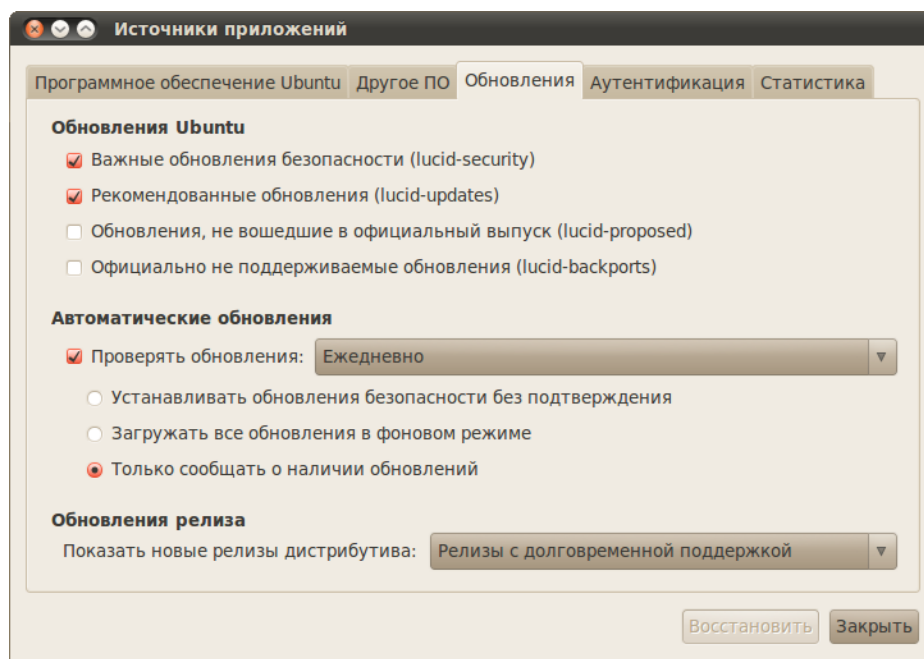 Источники приложений
Программное обеспечение Ubuntu Другое ПО Обновления Аутентификация Статистика
Обновления Ubuntu
Важные обновления безопасности (lucid-security)
Рекомендованные обновления (lucid-updates)
Обновления, не вошедшие в официальный выпуск (lucid-proposed)
Официально не поддерживаемые обновления (lucid-backports)
Автоматические обновления
Проверять обновления: Ежедневно
Устанавливать обновления безопасности без подтверждения
Загружать все обновления в фоновом режиме
Только сообщать о наличии обновлений
Обновления релиза
Показать новые релизы дистрибутива: Релизы с долговременной поддержкой
Восстановить Закрыть